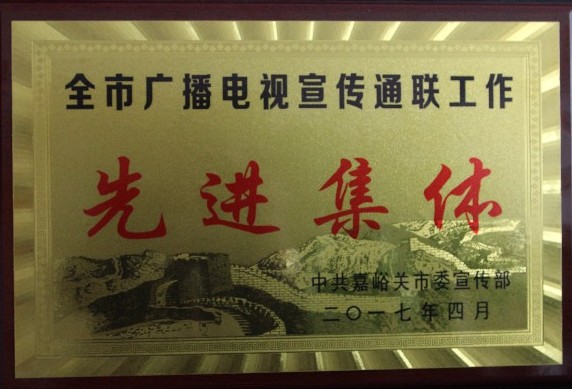 全市广播电视宣传通联工作
先进集体
中共嘉峪关市委宣传部
二〇一七年四月